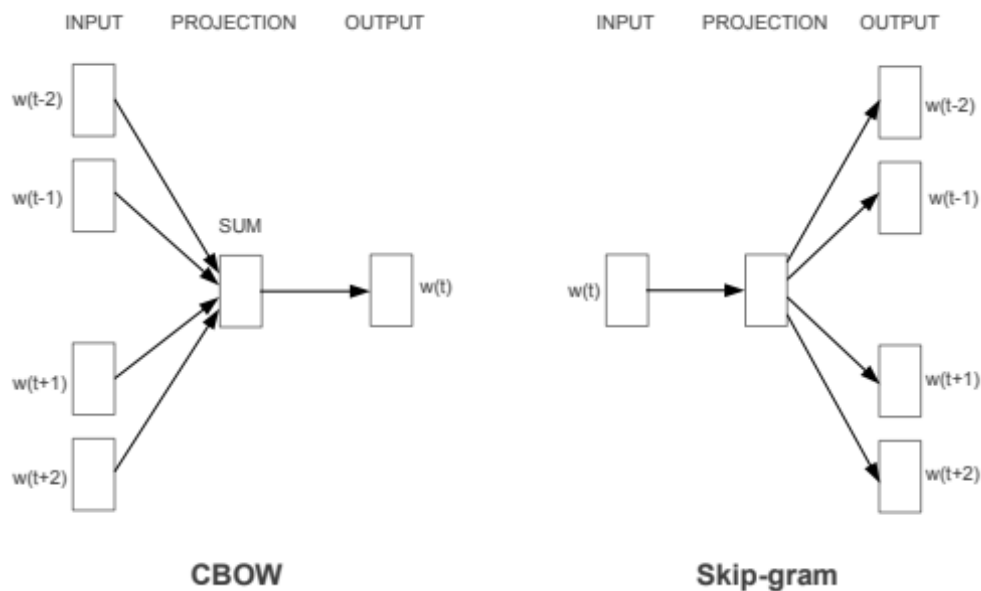 INPUT PROJECTION OUTPUT
w(t-2)
w(t-1)
SUM
w(t)
w(t+1)
w(t+2)
CBOW
INPUT PROJECTION OUTPUT
w(t-2)
w(t-1)
w(t)
w(t+1)
w(t+2)
Skip-gram